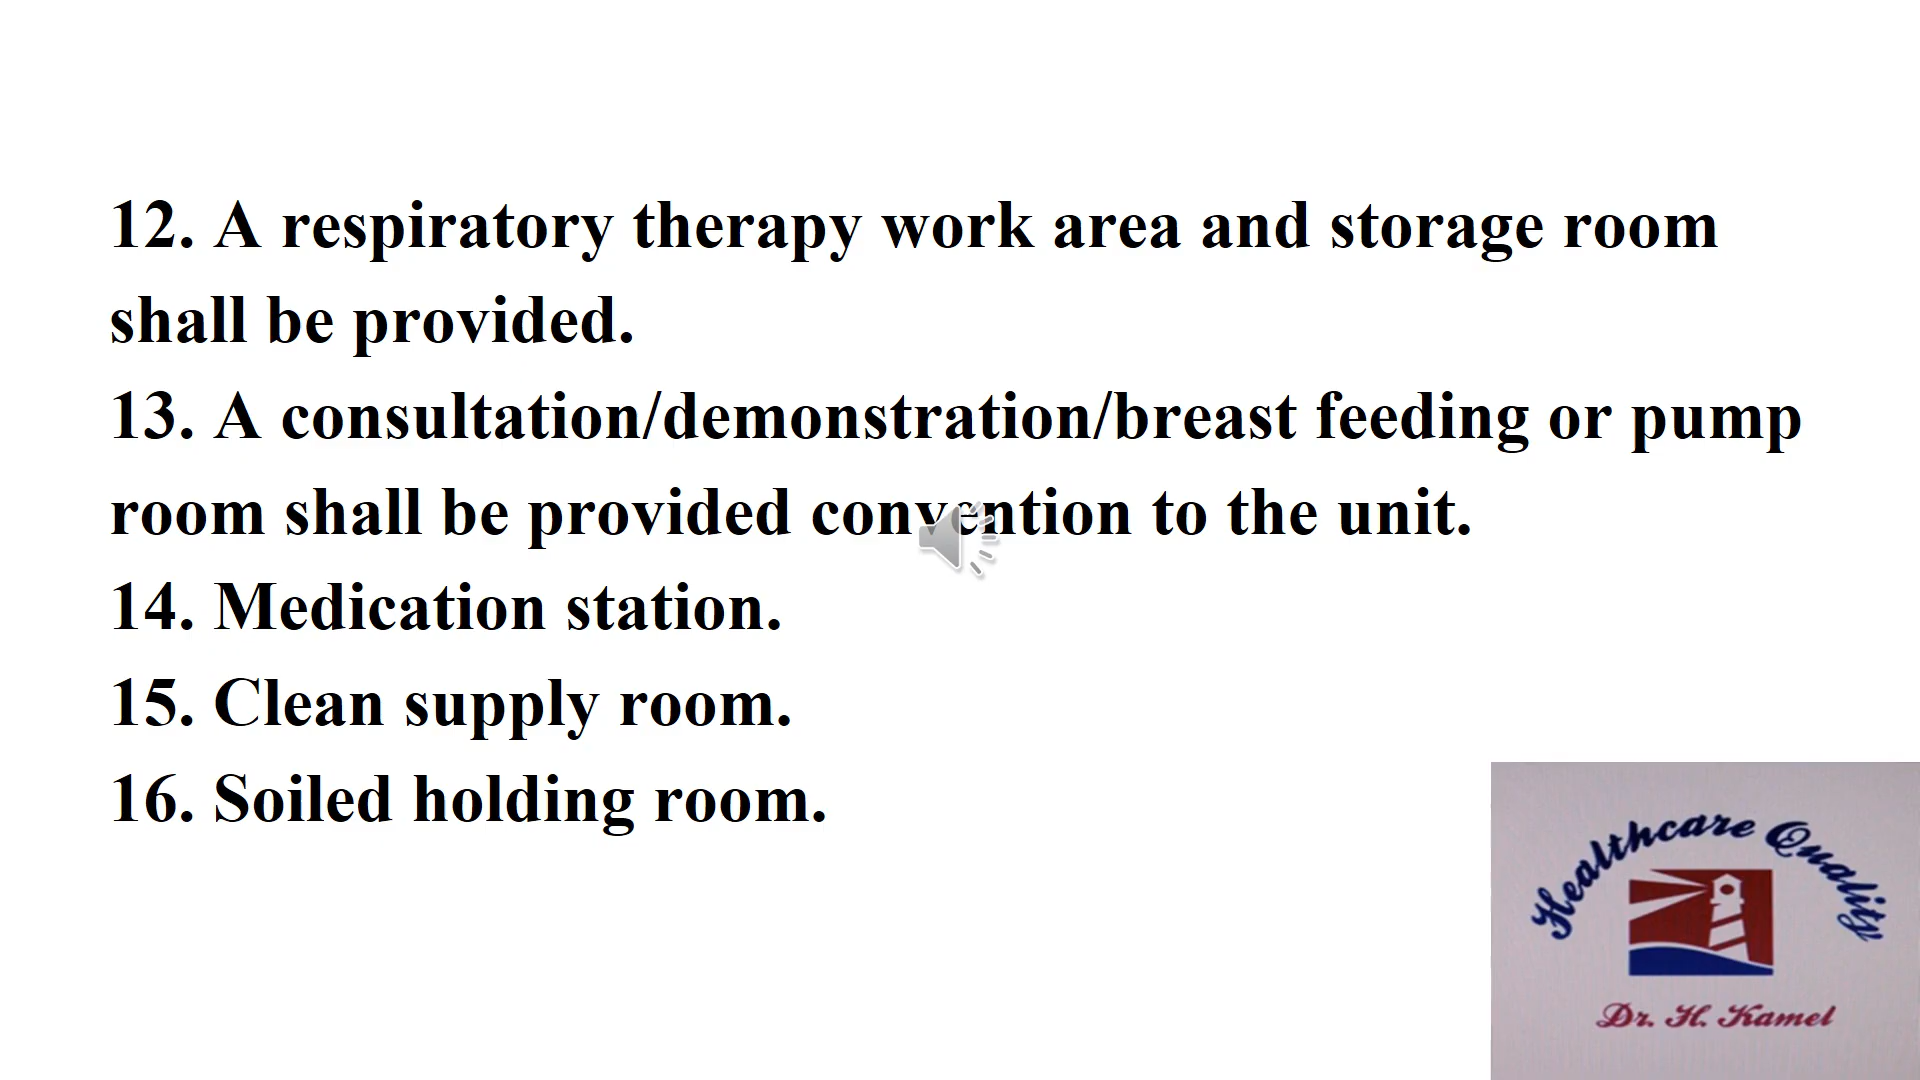 12. A respiratory therapy work area and storage room
shall be provided.
13. A consultation/demonstration/breast feeding or pump
room shall be provided convention to the unit.
14. Medication station.
15. Clean supply room.
16. Soiled holding room.
Healthcare Quality
Dr. H. Kamel